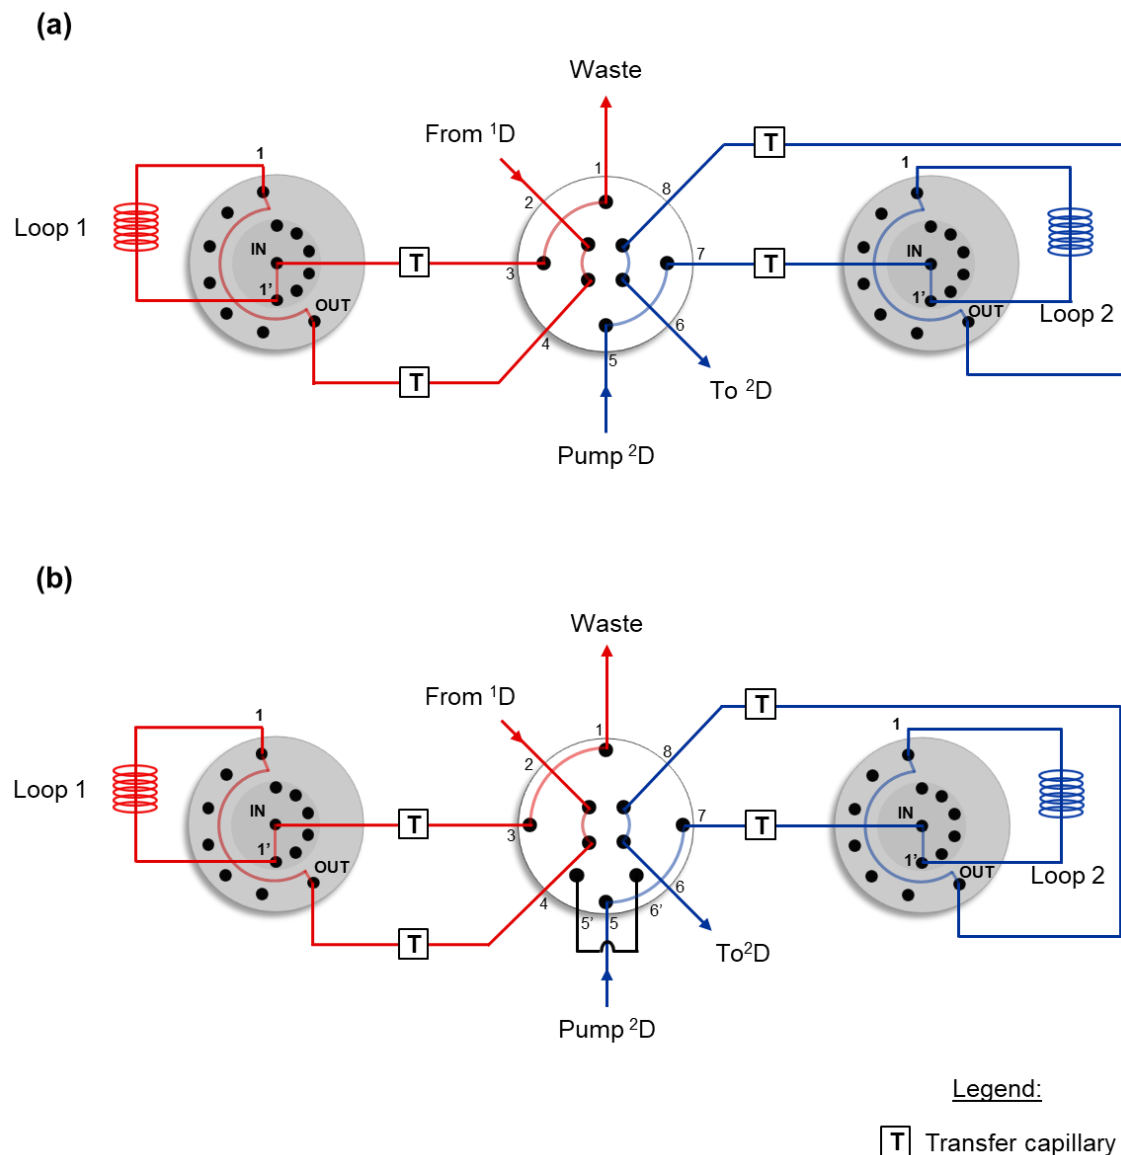 (a)
Waste
From ¹D
T
1
1
8
1
2
Loop 1
IN
T
3
7
T
IN
1'
OUT
1'
OUT
Loop 2
4
6
5
T
To ²D
Pump ²D
(b)
Waste
From ¹D
T
1
1
8
1
2
Loop 1
IN
T
3
7
T
IN
1'
OUT
1'
OUT
Loop 2
4
6
5'
5
6'
T
To²D
Pump ²D
Legend:
T Transfer capillary